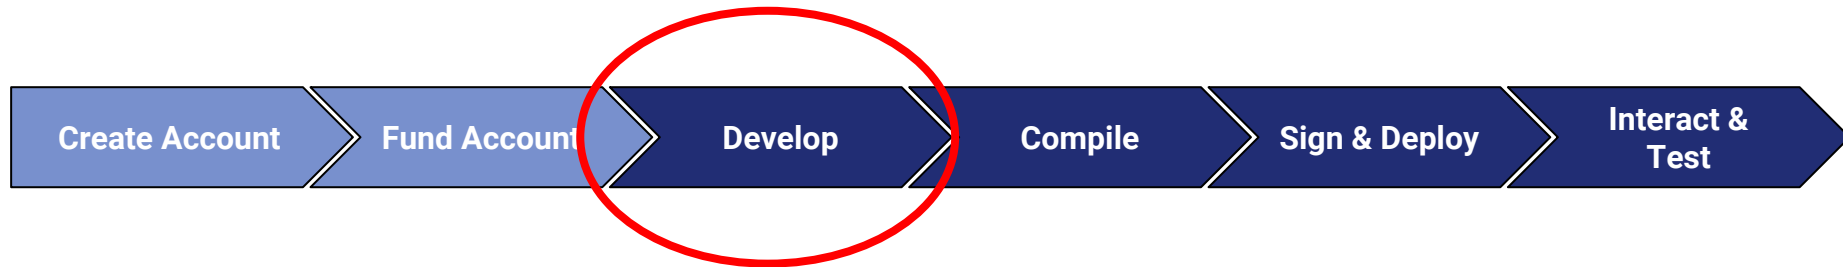 Create Account
Fund Account
Develop
Compile
Sign & Deploy
Interact &
Test